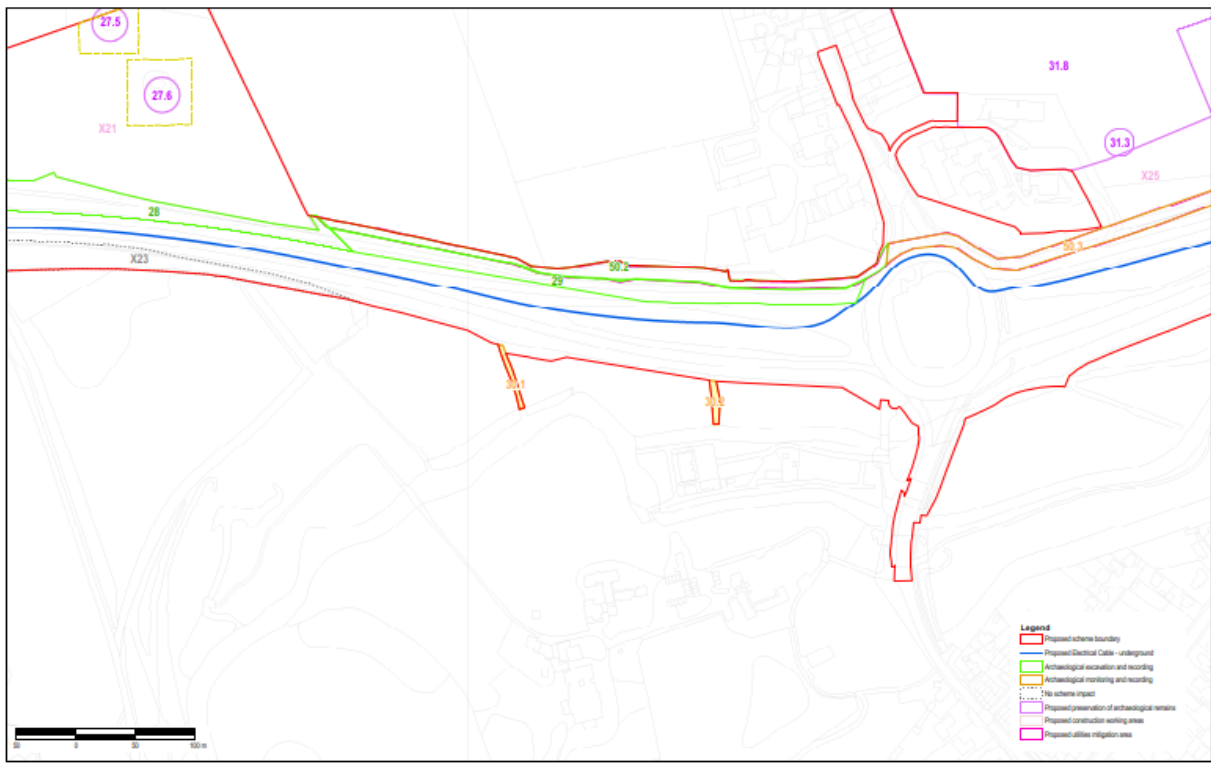 27.5
27.6
X21
31.8
31.3
X25
28
X23
50.2
29
50.3
30.1
30.2
Legend
Proposed scheme boundary
Proposed Electrical Cable - underground
Archaeological excavation and recording
Archaeological monitoring and recording
No scheme impact
Proposed preservation of archaeological remains
Proposed construction working areas
Proposed utilities mitigation area
50 0 50 100 m